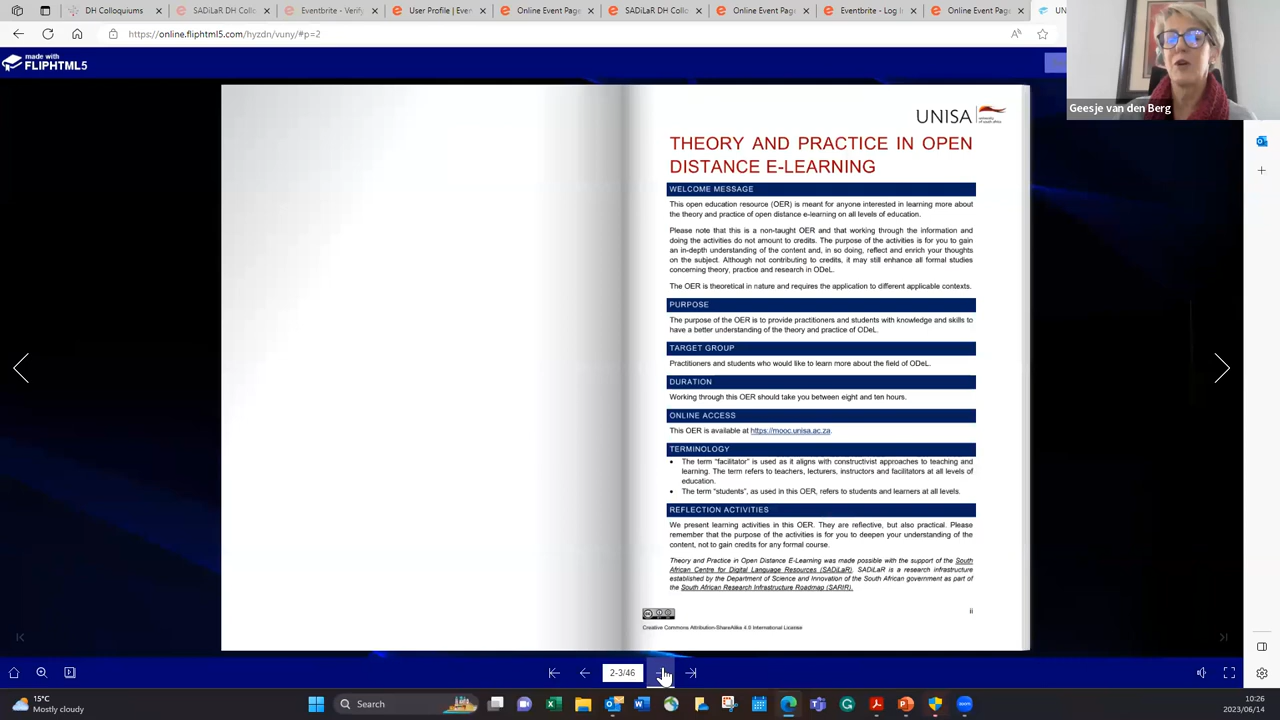 SADiLaR DH Colloquiums
Eventbrite - Verify
User Profile | Even
Online Event Page
SADiLaR DH Collo
Eventbrite - Log In
Online Event Page
https://online.fliphtml5.com/hyzdn/vuny/#p=2
made with
FLIPHTML5
Geesje van den Berg
UNISA
university
of south africa
THEORY AND PRACTICE IN OPEN
DISTANCE E-LEARNING
WELCOME MESSAGE
This open education resource (OER) is meant for anyone interested in learning more about
the theory and practice of open distance e-learning on all levels of education.
Please note that this is a non-taught OER and that working through the information and
doing the activities do not amount to credits. The purpose of the activities is for you to gain
an in-depth understanding of the content and, in so doing, reflect and enrich your thoughts
on the subject. Although not contributing to credits, it may still enhance all formal studies
concerning theory, practice and research in ODeL.
The OER is theoretical in nature and requires the application to different applicable contexts.
PURPOSE
The purpose of the OER is to provide practitioners and students with knowledge and skills to
have a better understanding of the theory and practice of ODeL.
TARGET GROUP
Practitioners and students who would like to learn more about the field of ODeL.
DURATION
Working through this OER should take you between eight and ten hours.
ONLINE ACCESS
This OER is available at https://mooc.unisa.ac.za.
TERMINOLOGY
• The term “facilitator” is used as it aligns with constructivist approaches to teaching and
learning. The term refers to teachers, lecturers, instructors and facilitators at all levels of
education.
• The term “students”, as used in this OER, refers to students and learners at all levels.
REFLECTION ACTIVITIES
We present learning activities in this OER. They are reflective, but also practical. Please
remember that the purpose of the activities is for you to deepen your understanding of the
content, not to gain credits for any formal course.
Theory and Practice in Open Distance E-Learning was made possible with the support of the South
African Centre for Digital Language Resources (SADiLaR). SADiLaR is a research infrastructure
established by the Department of Science and Innovation of the South African government as part of
the South African Research Infrastructure Roadmap (SARIR).
ii
Creative Commons Attribution-ShareAlike 4.0 International License
2-3/46
15°C
Mostly cloudy
Search
10:26
2023/06/14